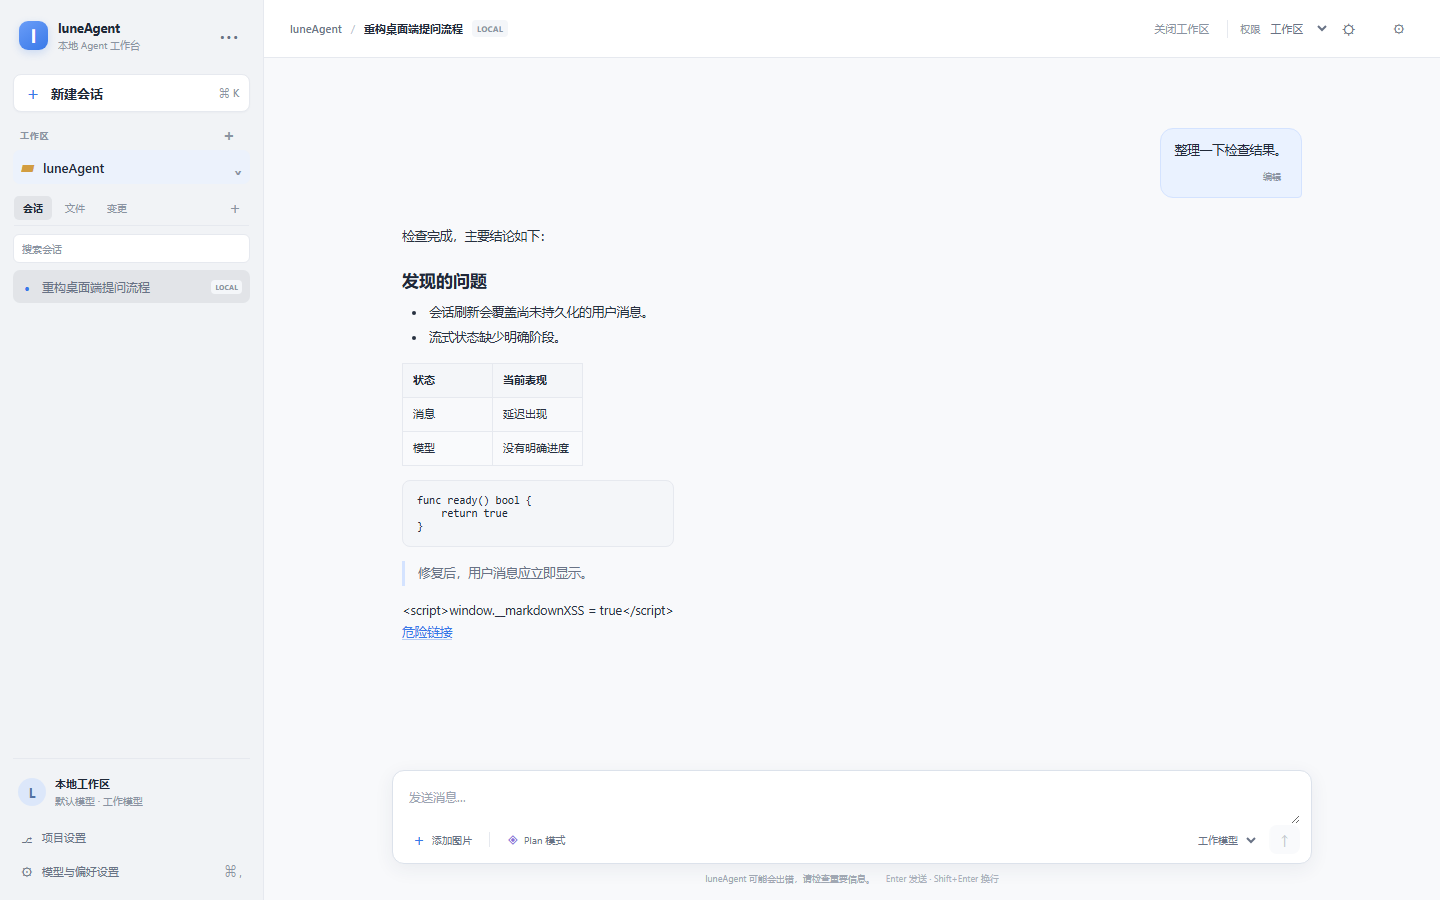 l
luneAgent
本地 Agent 工作台
+ 新建会话 ⌘ K
工作区 +
luneAgent
会话 文件 变更 +
搜索会话
重构桌面端提问流程 LOCAL
L
本地工作区
默认模型 · 工作模型
项目设置
模型与偏好设置 ⌘ ,
luneAgent / 重构桌面端提问流程 LOCAL
关闭工作区 权限 工作区
整理一下检查结果。
编辑
检查完成，主要结论如下：
发现的问题
• 会话刷新会覆盖尚未持久化的用户消息。
• 流式状态缺少明确阶段。
状态 当前表现
消息 延迟出现
模型 没有明确进度
func ready() bool {
    return true
}
修复后，用户消息应立即显示。
<script>window.__markdownXSS = true</script>
危险链接
发送消息...
+ 添加图片 Plan 模式 工作模型 ↑
luneAgent 可能会出错，请检查重要信息。 Enter 发送 · Shift+Enter 换行